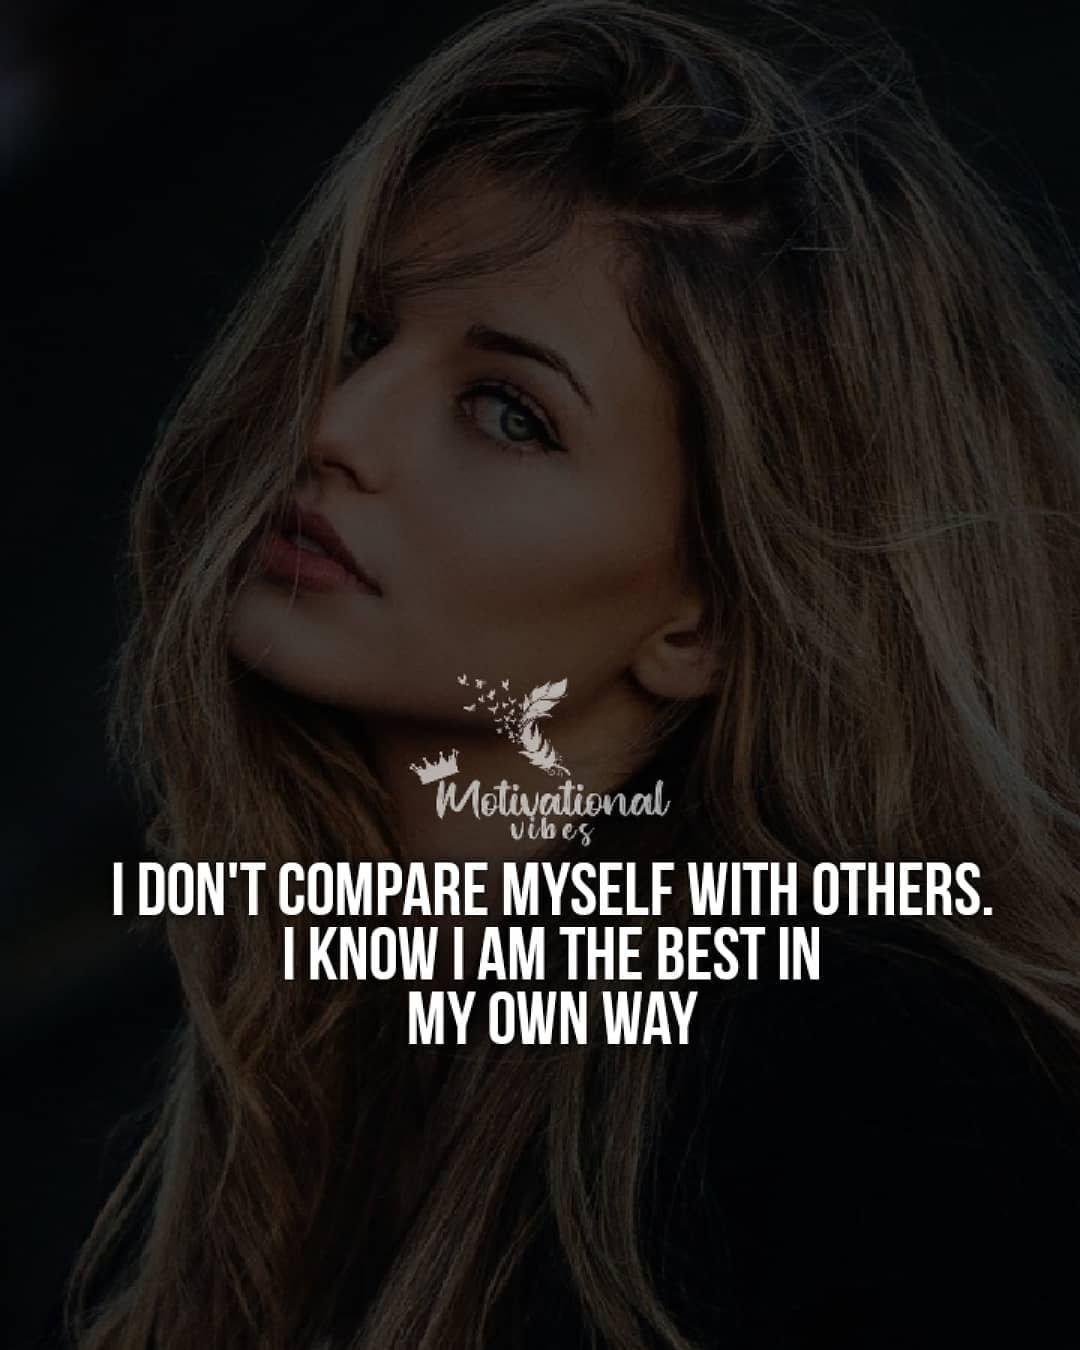 Motivational
vibes
I DON'T COMPARE MYSELF WITH OTHERS.
I KNOW I AM THE BEST IN
MY OWN WAY